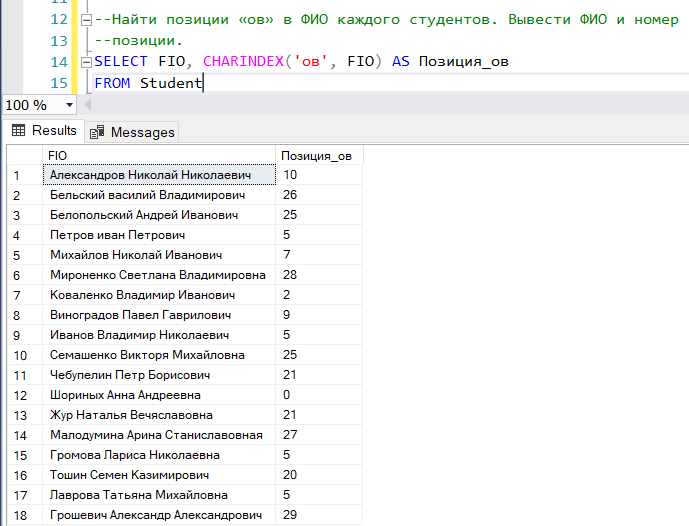 11
12 --Найти позиции «ов» в ФИО каждого студентов. Вывести ФИО и номер
13 --позиции.
14 SELECT FIO, CHARINDEX('ов', FIO) AS Позиция_ов
15 FROM Student
100 %
Results Messages
FIO Позиция_ов
1 Александров Николай Николаевич 10
2 Бельский василий Владимирович 26
3 Белопольский Андрей Иванович 25
4 Петров иван Петрович 5
5 Михайлов Николай Иванович 7
6 Мироненко Светлана Владимировна 28
7 Коваленко Владимир Иванович 2
8 Виноградов Павел Гаврилович 9
9 Иванов Владимир Николаевич 5
10 Семашенко Викторя Михайловна 25
11 Чебупелин Петр Борисович 21
12 Шориных Анна Андреевна 0
13 Жур Наталья Вечяславовна 21
14 Малодумина Арина Станиславовная 27
15 Громова Лариса Николаевна 5
16 Тошин Семен Казимирович 20
17 Лаврова Татьяна Михайловна 5
18 Грошевич Александр Александрович 29